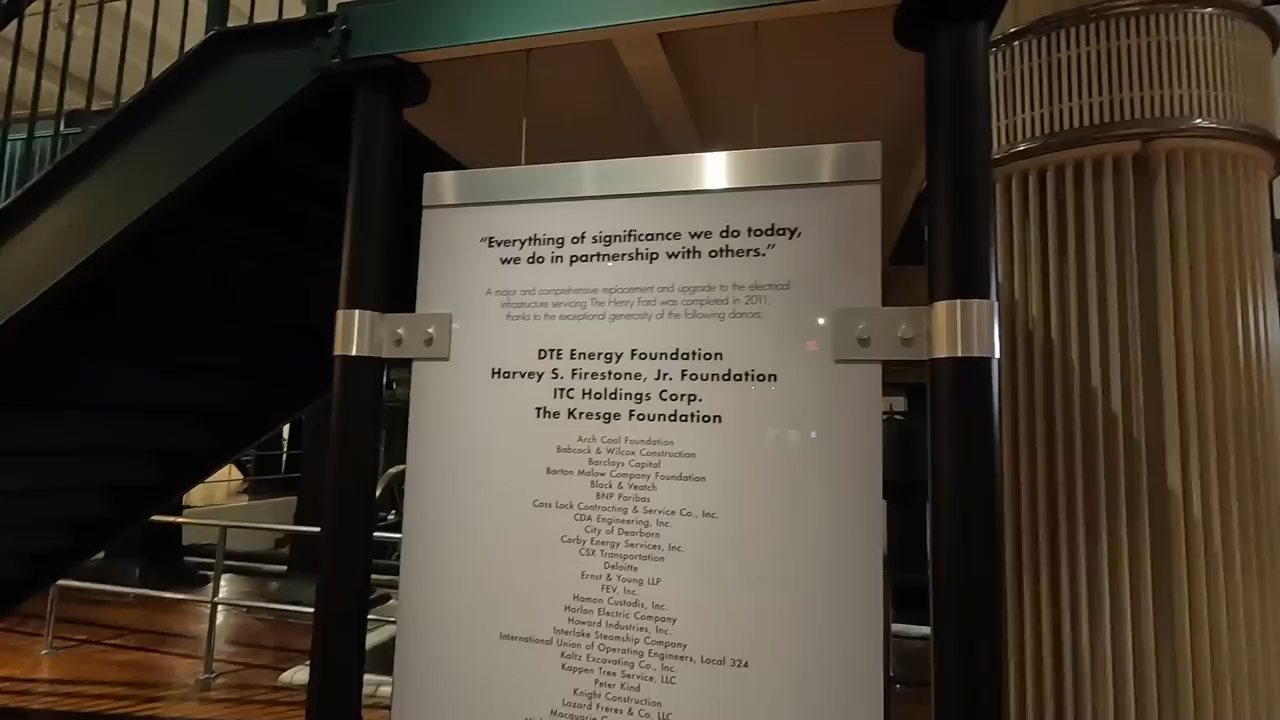 “Everything of significance we do today,
we do in partnership with others.”
A major and comprehensive replacement and upgrade to the electrical
infrastructure servicing The Henry Ford was completed in 2011,
thanks to the exceptional generosity of the following donors:
DTE Energy Foundation
Harvey S. Firestone, Jr. Foundation
ITC Holdings Corp.
The Kresge Foundation
Arch Coal Foundation
Babcock & Wilcox Construction
Barclays Capital
Barton Malow Company Foundation
Black & Veatch
BNP Paribas
Cass Lock Contracting & Service Co., Inc.
CDA Engineering, Inc.
City of Dearborn
Corby Energy Services, Inc.
CSX Transportation
Deloitte
Ernst & Young LLP
FEV, Inc.
Hamon Custodis, Inc.
Harlan Electric Company
Howard Industries, Inc.
Interlake Steamship Company
International Union of Operating Engineers, Local 324
Kaltz Excavating Co., Inc.
Kappen Tree Service, LLC
Peter Kind
Knight Construction
Lazard Freres & Co. LLC
Macquarie